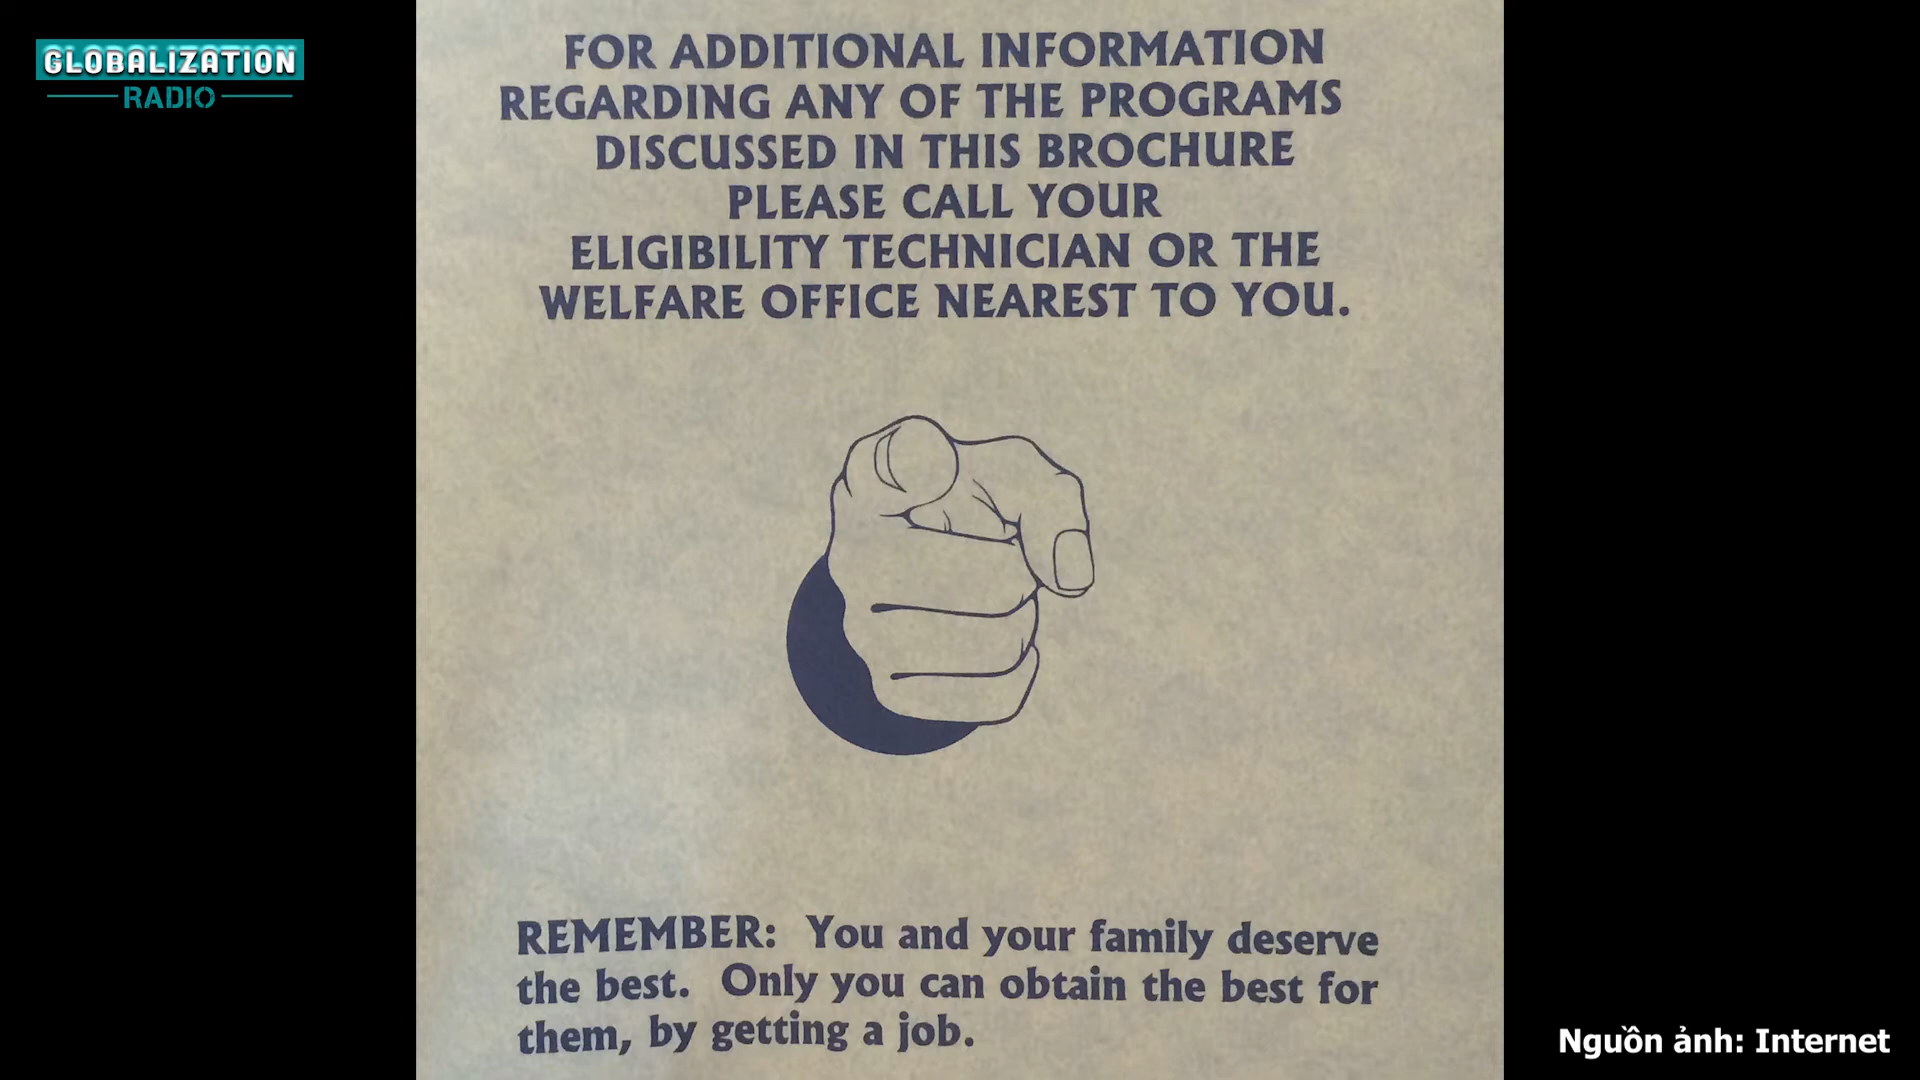 GLOBALIZATION
RADIO
FOR ADDITIONAL INFORMATION
REGARDING ANY OF THE PROGRAMS
DISCUSSED IN THIS BROCHURE
PLEASE CALL YOUR
ELIGIBILITY TECHNICIAN OR THE
WELFARE OFFICE NEAREST TO YOU.
REMEMBER: You and your family deserve
the best. Only you can obtain the best for
them, by getting a job.
Nguồn ảnh: Internet